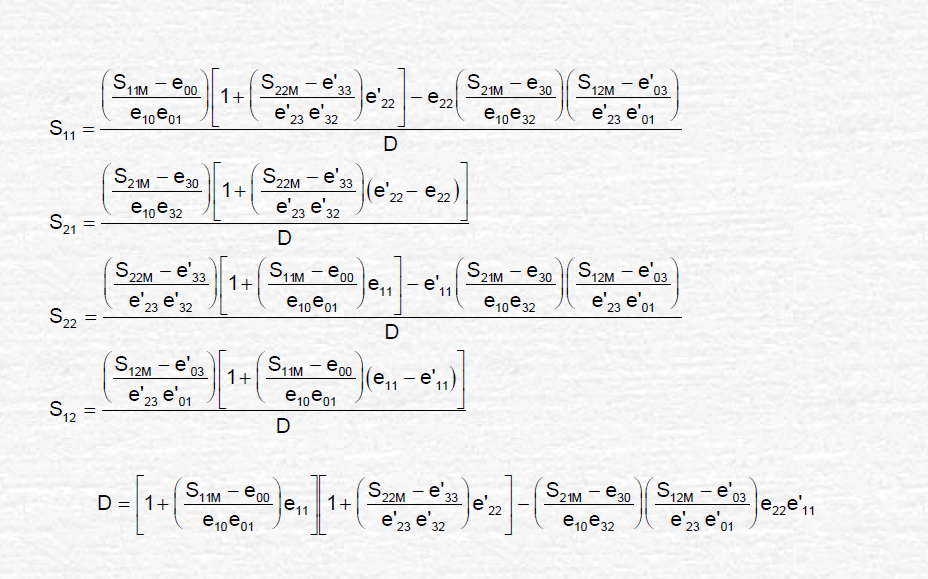 S₁₁ = ((S₁₁M − e₀₀)/(e₁₀e₀₁))[1 + ((S₂₂M − e'₃₃)/(e'₂₃ e'₃₂))e'₂₂] − e₂₂((S₂₁M − e₃₀)/(e₁₀e₃₂))((S₁₂M − e'₀₃)/(e'₂₃ e'₀₁)) / D
S₂₁ = ((S₂₁M − e₃₀)/(e₁₀e₃₂))[1 + ((S₂₂M − e'₃₃)/(e'₂₃ e'₃₂))(e'₂₂ − e₂₂)] / D
S₂₂ = ((S₂₂M − e'₃₃)/(e'₂₃ e'₃₂))[1 + ((S₁₁M − e₀₀)/(e₁₀e₀₁))e₁₁] − e'₁₁((S₂₁M − e₃₀)/(e₁₀e₃₂))((S₁₂M − e'₀₃)/(e'₂₃ e'₀₁)) / D
S₁₂ = ((S₁₂M − e'₀₃)/(e'₂₃ e'₀₁))[1 + ((S₁₁M − e₀₀)/(e₁₀e₀₁))(e₁₁ − e'₁₁)] / D
D = [1 + ((S₁₁M − e₀₀)/(e₁₀e₀₁))e₁₁][1 + ((S₂₂M − e'₃₃)/(e'₂₃ e'₃₂))e'₂₂] − ((S₂₁M − e₃₀)/(e₁₀e₃₂))((S₁₂M − e'₀₃)/(e'₂₃ e'₀₁))e₂₂e'₁₁